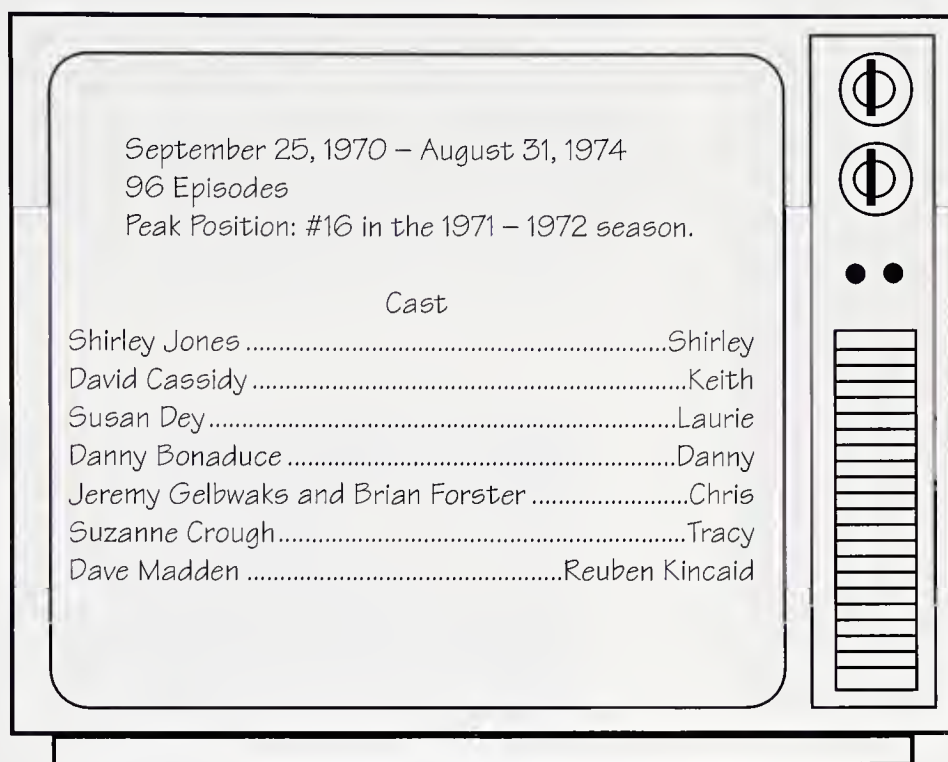 September 25, 1970 – August 31, 1974
96 Episodes
Peak Position: #16 in the 1971 – 1972 season.
Cast
Shirley Jones ................................................................Shirley
David Cassidy ..................................................................Keith
Susan Dey.......................................................................Laurie
Danny Bonaduce ...........................................................Danny
Jeremy Gelbwaks and Brian Forster ........................Chris
Suzanne Crough..............................................................Tracy
Dave Madden ................................................Reuben Kincaid